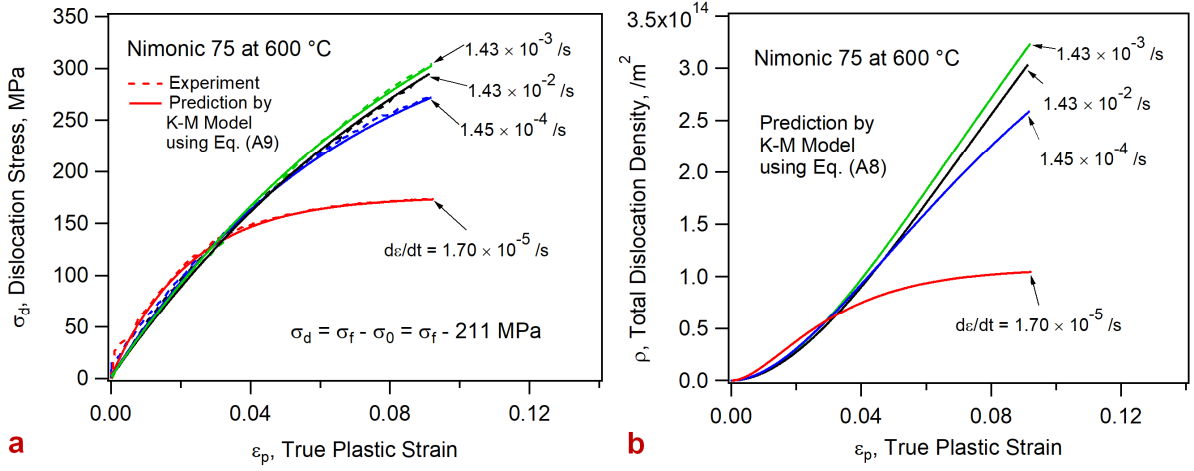 350
300
250
200
150
100
50
0
σd, Dislocation Stress, MPa
Nimonic 75 at 600 °C
Experiment
Prediction by
K-M Model
using Eq. (A9)
1.43 × 10⁻³ /s
1.43 × 10⁻² /s
1.45 × 10⁻⁴ /s
dε/dt = 1.70 × 10⁻⁵ /s
σd = σf - σ0 = σf - 211 MPa
0.00
0.04
0.08
0.12
εp, True Plastic Strain
a
3.5x10¹⁴
3.0
2.5
2.0
1.5
1.0
0.5
0.0
ρ, Total Dislocation Density, /m²
Nimonic 75 at 600 °C
Prediction by
K-M Model
using Eq. (A8)
1.43 × 10⁻³ /s
1.43 × 10⁻² /s
1.45 × 10⁻⁴ /s
dε/dt = 1.70 × 10⁻⁵ /s
0.00
0.04
0.08
0.12
εp, True Plastic Strain
b